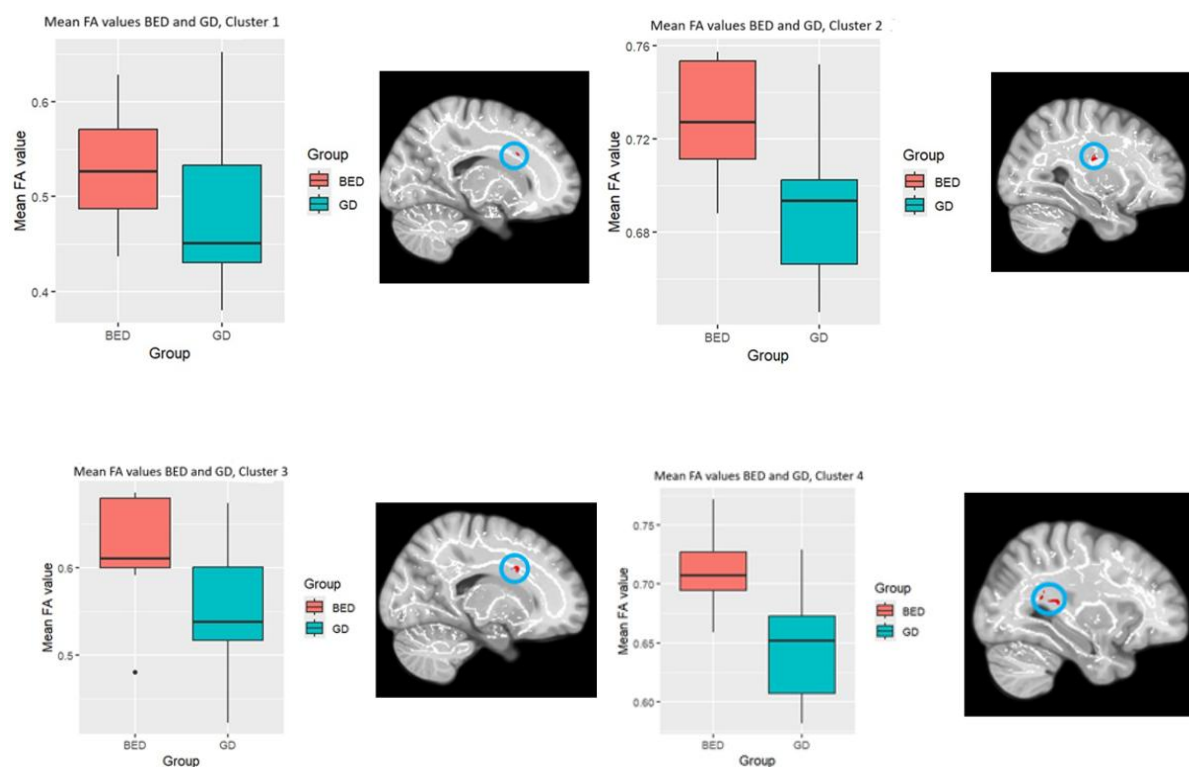 Mean FA values BED and GD, Cluster 1
Mean FA value
0.6
0.5
0.4
BED
GD
Group
Group
BED
GD
Mean FA values BED and GD, Cluster 2
Mean FA value
0.76
0.72
0.68
BED
GD
Group
Group
BED
GD
Mean FA values BED and GD, Cluster 3
Mean FA value
0.6
0.5
BED
GD
Group
Group
BED
GD
Mean FA values BED and GD, Cluster 4
Mean FA value
0.75
0.70
0.65
0.60
BED
GD
Group
Group
BED
GD